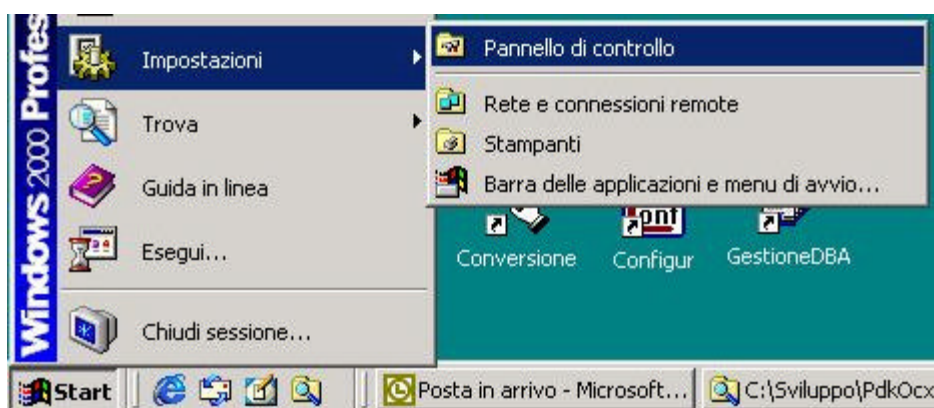 Windows 2000 Profes
Impostazioni
Trova
Guida in linea
Esegui...
Chiudi sessione...
Pannello di controllo
Rete e connessioni remote
Stampanti
Barra delle applicazioni e menu di avvio...
Conversione
Configur
GestioneDBA
Start
Posta in arrivo - Microsoft...
C:\Sviluppo\PdkOcx